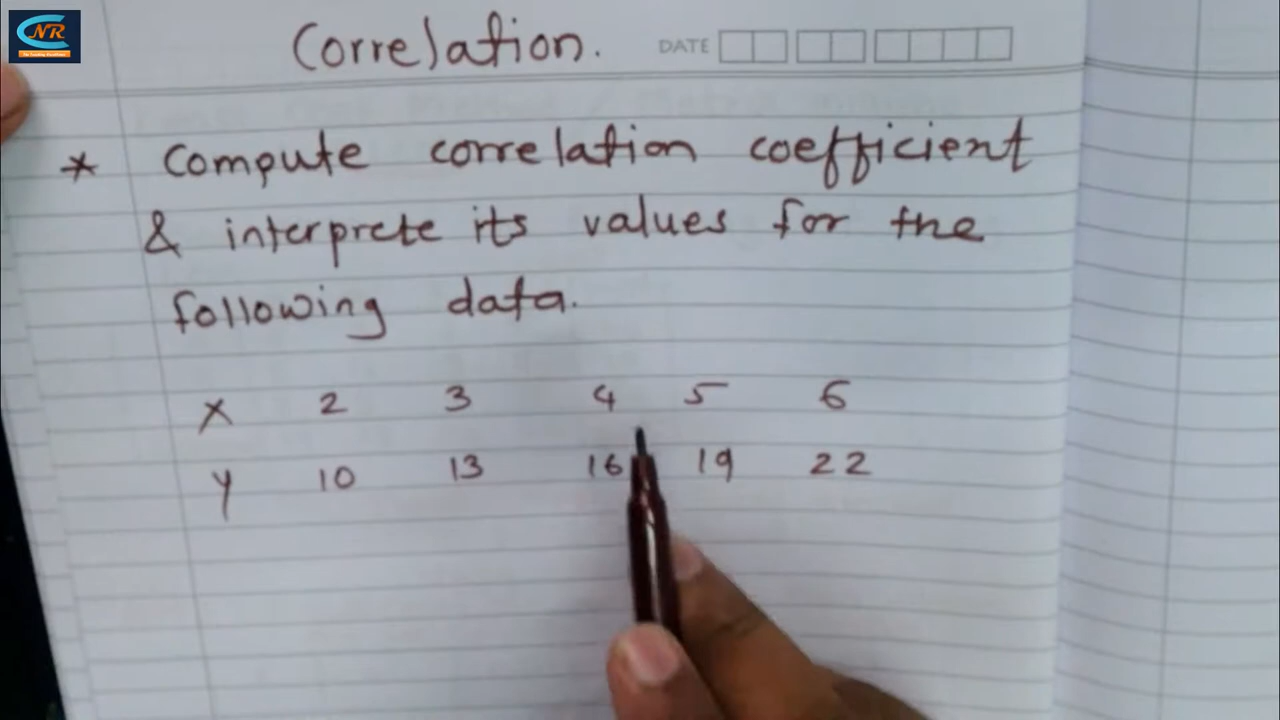 NR
Correlation.
DATE
* Compute correlation coefficient
& interprete its values for the
following data.
X 2 3 4 5 6
Y 10 13 16 19 22